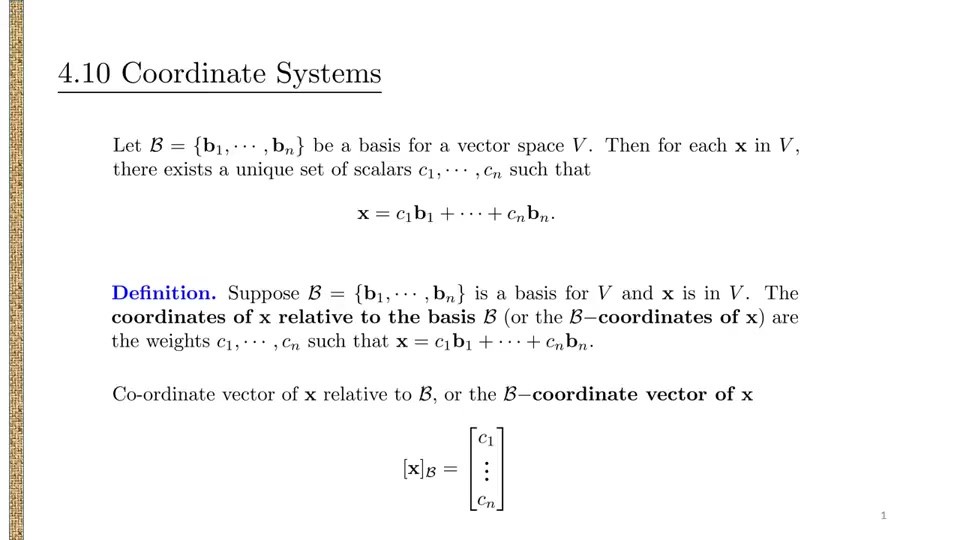 4.10 Coordinate Systems
Let ℬ = {𝐛₁, ⋯ , 𝐛ₙ} be a basis for a vector space V. Then for each 𝐱 in V,
there exists a unique set of scalars c₁, ⋯ , cₙ such that
𝐱 = c₁𝐛₁ + ⋯ + cₙ𝐛ₙ.
Definition. Suppose ℬ = {𝐛₁, ⋯ , 𝐛ₙ} is a basis for V and 𝐱 is in V. The
coordinates of x relative to the basis ℬ (or the ℬ−coordinates of x) are
the weights c₁, ⋯ , cₙ such that 𝐱 = c₁𝐛₁ + ⋯ + cₙ𝐛ₙ.
Co-ordinate vector of 𝐱 relative to ℬ, or the ℬ−coordinate vector of x
c₁
[𝐱]ℬ = ⋮
cₙ
1